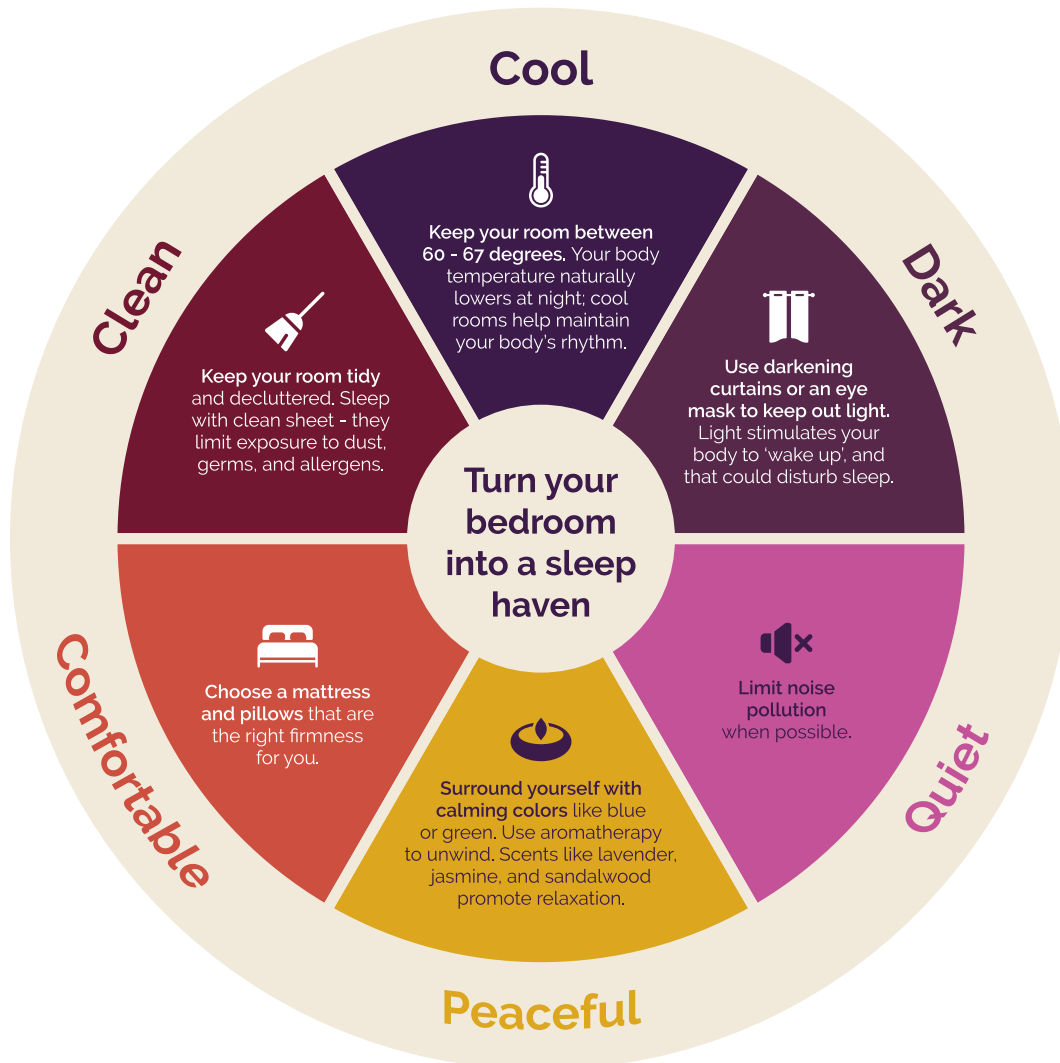 Cool
Keep your room between
60 - 67 degrees. Your body
temperature naturally
lowers at night; cool
rooms help maintain
your body's rhythm.
Dark
Use darkening
curtains or an eye
mask to keep out light.
Light stimulates your
body to 'wake up', and
that could disturb sleep.
Quiet
Limit noise
pollution
when possible.
Peaceful
Surround yourself with
calming colors like blue
or green. Use aromatherapy
to unwind. Scents like lavender,
jasmine, and sandalwood
promote relaxation.
Comfortable
Choose a mattress
and pillows that are
the right firmness
for you.
Clean
Keep your room tidy
and decluttered. Sleep
with clean sheet - they
limit exposure to dust,
germs, and allergens.
Turn your
bedroom
into a sleep
haven